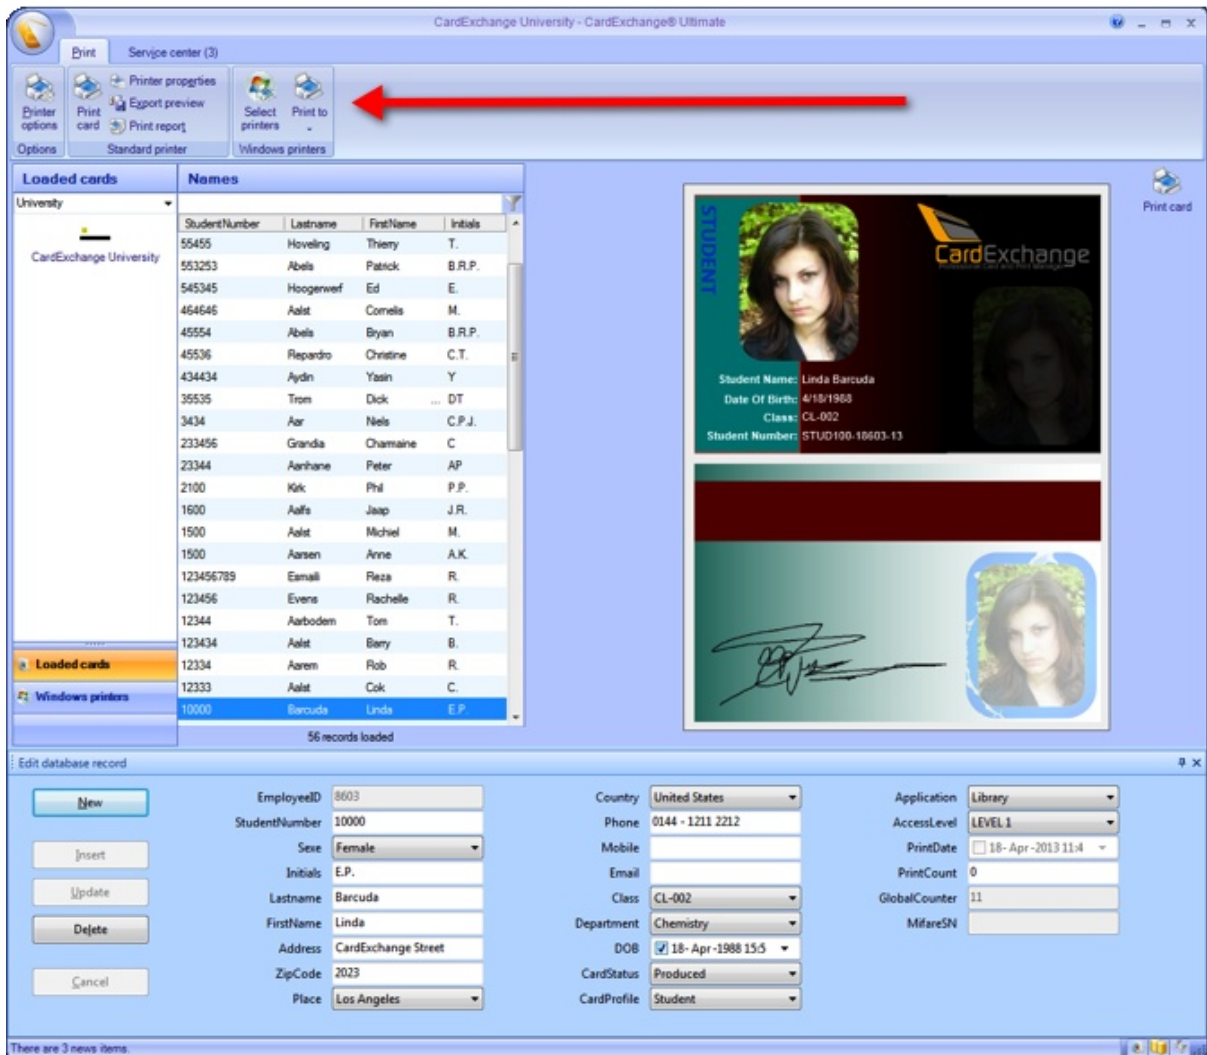 CardExchange University - CardExchange® Ultimate
Print Service center (3)
Printer options
Print card
Printer properties
Export preview
Print report
Select printers
Print to
Options Standard printer Windows printers
Loaded cards
University
CardExchange University
Loaded cards
Windows printers
Names
StudentNumber Lastname FirstName Initials
55455 Hoveling Thierry T.
553253 Abels Patrick B.R.P.
545345 Hoogerwerf Ed E.
464646 Aalst Cornelis M.
45554 Abels Bryan B.R.P.
45536 Repardro Christine C.T.
434434 Aydin Yasin Y
35535 Trom Dick ... DT
3434 Aar Niels C.P.J.
233456 Grandia Charmaine C
23344 Aanhane Peter AP
2100 Kirk Phil P.P.
1600 Aalfs Jaap J.R.
1500 Aalst Michiel M.
1500 Aarsen Anne A.K.
123456789 Esmaili Reza R.
123456 Evens Rachelle R.
12344 Aarbodem Tom T.
123434 Aalst Barry B.
12334 Aarem Rob R.
12333 Aalst Cok C.
10000 Barcuda Linda E.P.
56 records loaded
STUDENT
CardExchange
Professional Card and Print Manager
Student Name: Linda Barcuda
Date Of Birth: 4/18/1988
Class: CL-002
Student Number: STUD100-18603-13
Print card
Edit database record
New
Insert
Update
Delete
Cancel
EmployeeID 8603
StudentNumber 10000
Sexe Female
Initials E.P.
Lastname Barcuda
FirstName Linda
Address CardExchange Street
ZipCode 2023
Place Los Angeles
Country United States
Phone 0144 - 1211 2212
Mobile
Email
Class CL-002
Department Chemistry
DOB 18- Apr -1988 15:5
CardStatus Produced
CardProfile Student
Application Library
AccessLevel LEVEL 1
PrintDate 18- Apr -2013 11:4
PrintCount 0
GlobalCounter 11
MifareSN
There are 3 news items.